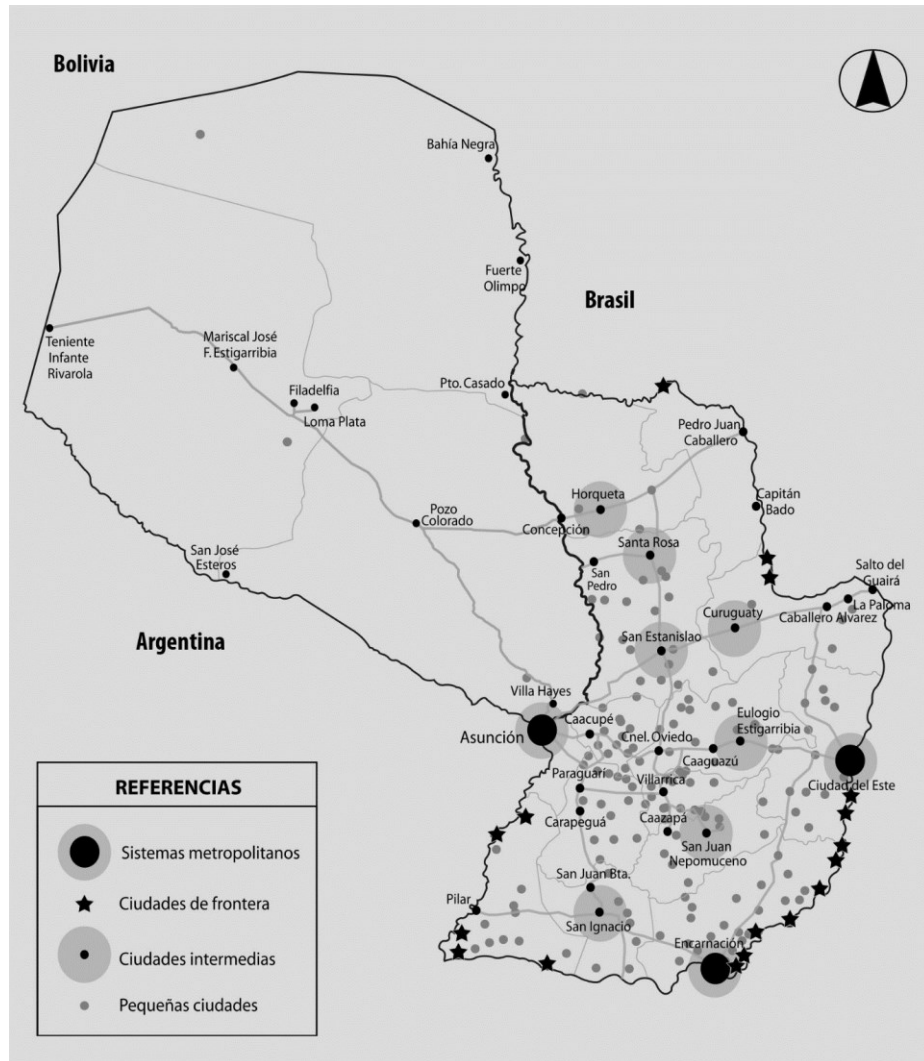 Bolivia
Bahía Negra
Fuerte
Olimpo
Brasil
Teniente
Infante
Rivarola
Mariscal José
F. Estigarribia
Filadelfia
Loma Plata
Pto. Casado
Pedro Juan
Caballero
Horqueta
Capitán
Bado
Pozo
Colorado
Concepción
Santa Rosa
San José
Esteros
San
Pedro
Salto del
Guairá
La Paloma
Curuguaty
Caballero Alvarez
Argentina
San Estanislao
Villa Hayes
Asunción
Caacupé
Cnel. Oviedo
Eulogio
Estigarribia
Caaguazú
Ciudad del Este
Paraguarí
Villarrica
Carapeguá
Caazapá
San Juan
Nepomuceno
San Juan Bta.
Pilar
San Ignacio
Encarnación
REFERENCIAS
Sistemas metropolitanos
Ciudades de frontera
Ciudades intermedias
Pequeñas ciudades